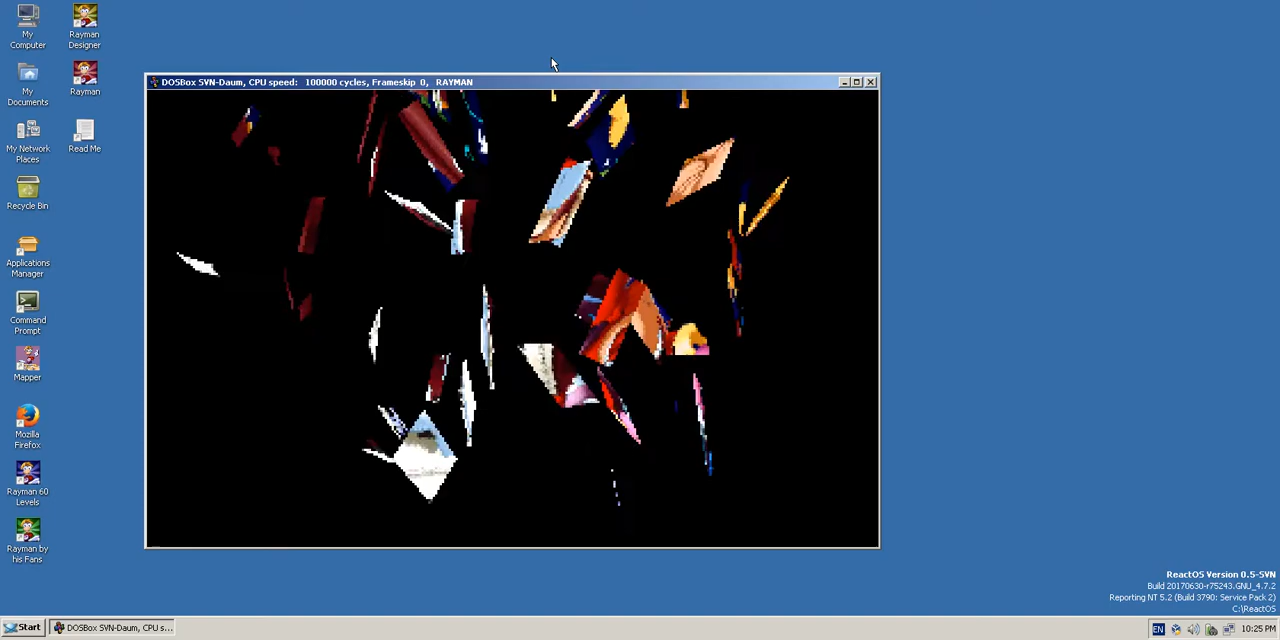 My
Computer
Rayman
Designer
My
Documents
Rayman
My Network
Places
Read Me
Recycle Bin
Applications
Manager
Command
Prompt
Mapper
Mozilla
Firefox
Rayman 60
Levels
Rayman by
his Fans
DOSBox SVN-Daum, CPU speed: 100000 cycles, Frameskip 0, RAYMAN
ReactOS Version 0.5-SVN
Build 20170630-r75243.GNU_4.7.2
Reporting NT 5.2 (Build 3790: Service Pack 2)
C:\ReactOS
Start
DOSBox SVN-Daum, CPU s...
EN
10:25 PM